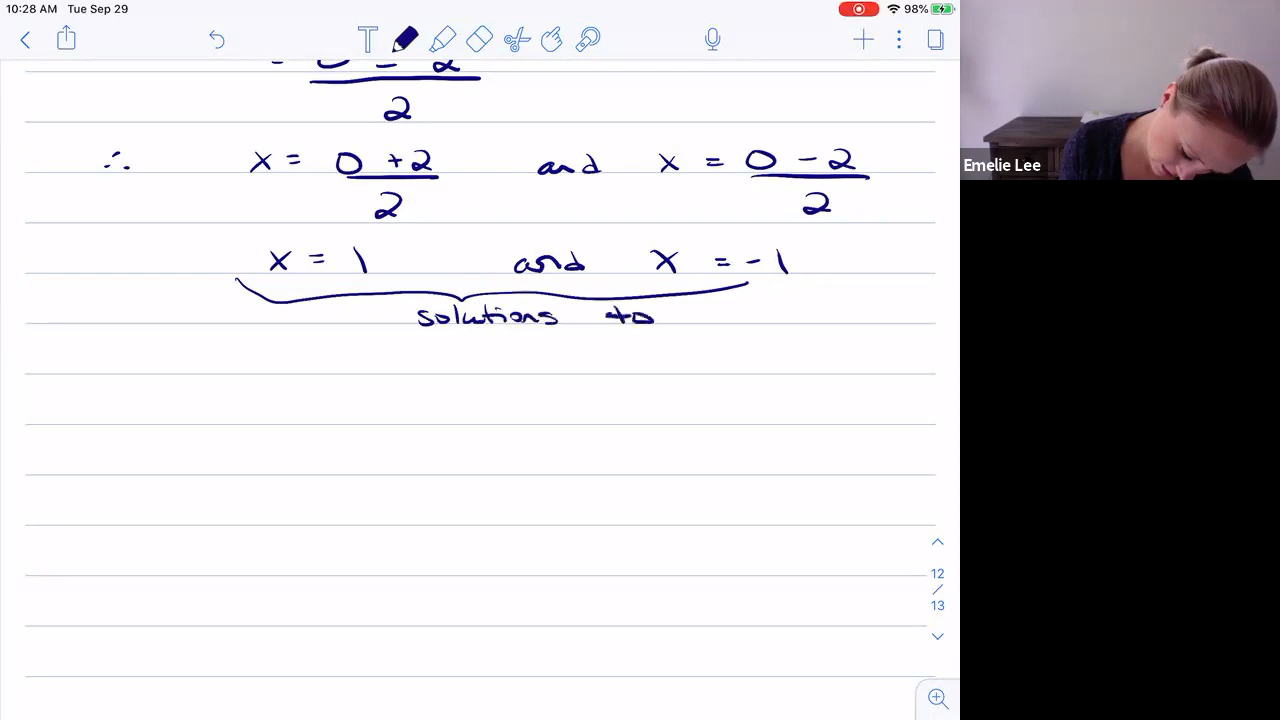 10:28 AM Tue Sep 29
98%
2
∴ x = 0 + 2 and x = 0 - 2
2 2
x = 1 and x = -1
solutions to
Emelie Lee
12
/
13